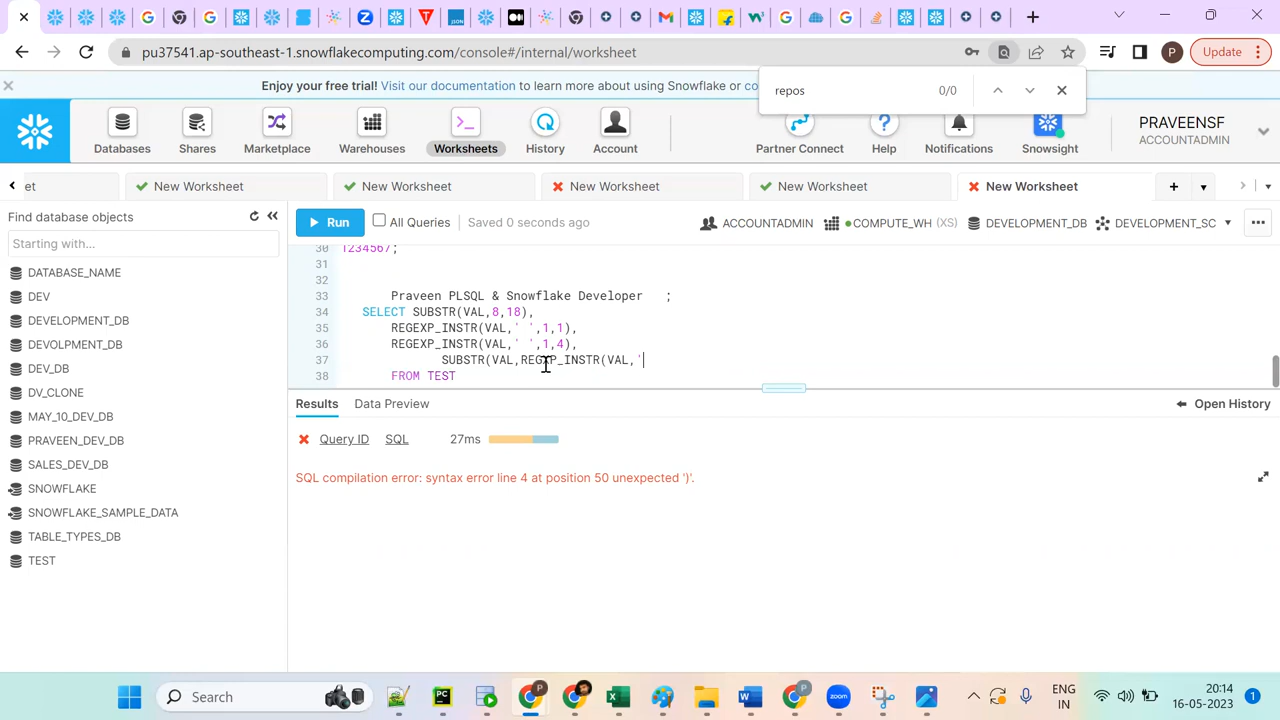 Update
pu37541.ap-southeast-1.snowflakecomputing.com/console#/internal/worksheet
P
repos 0/0
Enjoy your free trial! Visit our documentation to learn more about using Snowflake or co
Databases
Shares
Marketplace
Warehouses
Worksheets
History
Account
Partner Connect
Help
Notifications
Snowsight
PRAVEENSF
ACCOUNTADMIN
et
New Worksheet
New Worksheet
New Worksheet
New Worksheet
New Worksheet
Find database objects
Starting with...
DATABASE_NAME
DEV
DEVELOPMENT_DB
DEVOLPMENT_DB
DEV_DB
DV_CLONE
MAY_10_DEV_DB
PRAVEEN_DEV_DB
SALES_DEV_DB
SNOWFLAKE
SNOWFLAKE_SAMPLE_DATA
TABLE_TYPES_DB
TEST
Run
All Queries
Saved 0 seconds ago
ACCOUNTADMIN
COMPUTE_WH (XS)
DEVELOPMENT_DB
DEVELOPMENT_SC
30 1234567;
31
32
33 Praveen PLSQL & Snowflake Developer ;
34 SELECT SUBSTR(VAL,8,18),
35 REGEXP_INSTR(VAL,' ',1,1),
36 REGEXP_INSTR(VAL,' ',1,4),
37 SUBSTR(VAL,REGEXP_INSTR(VAL,'
38 FROM TEST
Results
Data Preview
Open History
Query ID
SQL
27ms
SQL compilation error: syntax error line 4 at position 50 unexpected ')'.
Search
ENG
IN
20:14
16-05-2023
1